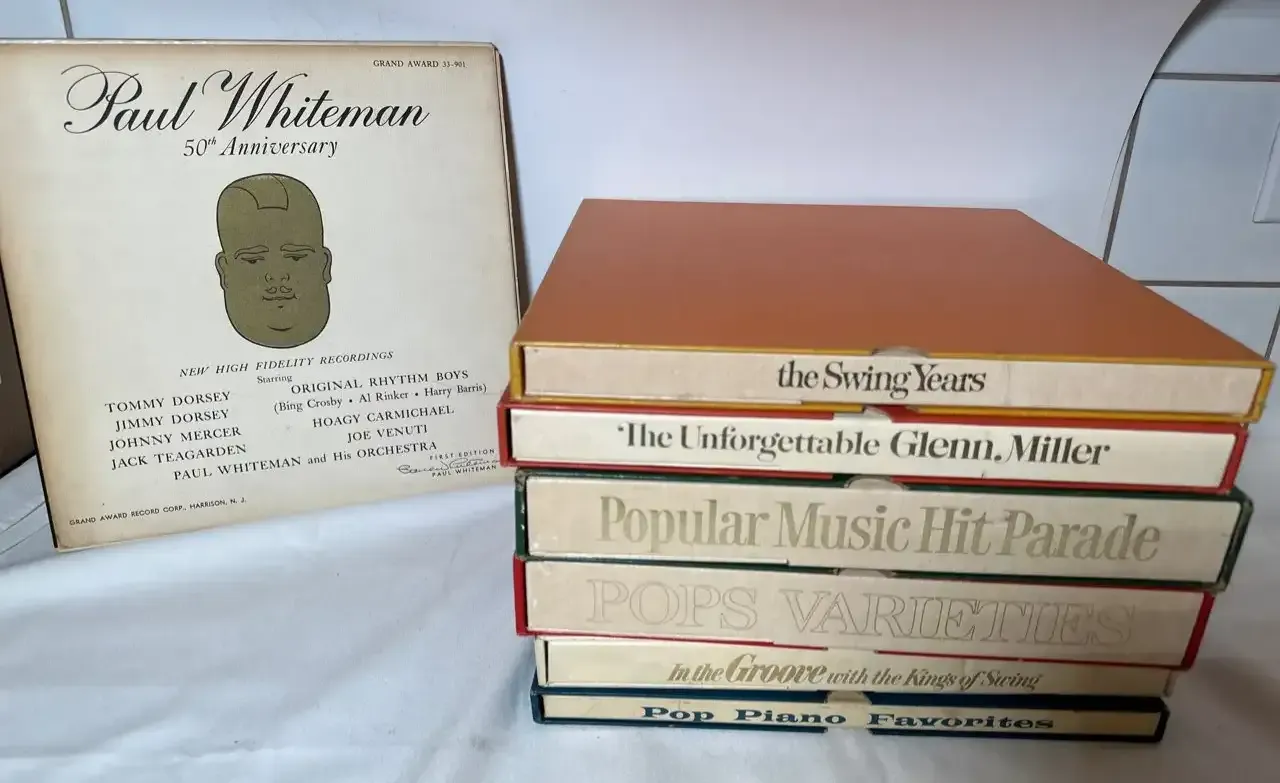 GRAND AWARD 33-901
Paul Whiteman
50th Anniversary
NEW HIGH FIDELITY RECORDINGS
Starring
TOMMY DORSEY
JIMMY DORSEY
JOHNNY MERCER
JACK TEAGARDEN
ORIGINAL RHYTHM BOYS
(Bing Crosby • Al Rinker • Harry Barris)
HOAGY CARMICHAEL
JOE VENUTI
PAUL WHITEMAN and His ORCHESTRA
FIRST EDITION
PAUL WHITEMAN
GRAND AWARD RECORD CORP., HARRISON, N. J.
the Swing Years
The Unforgettable Glenn Miller
Popular Music Hit Parade
POPS VARIETIES
In the Groove with the Kings of Swing
Pop Piano Favorites